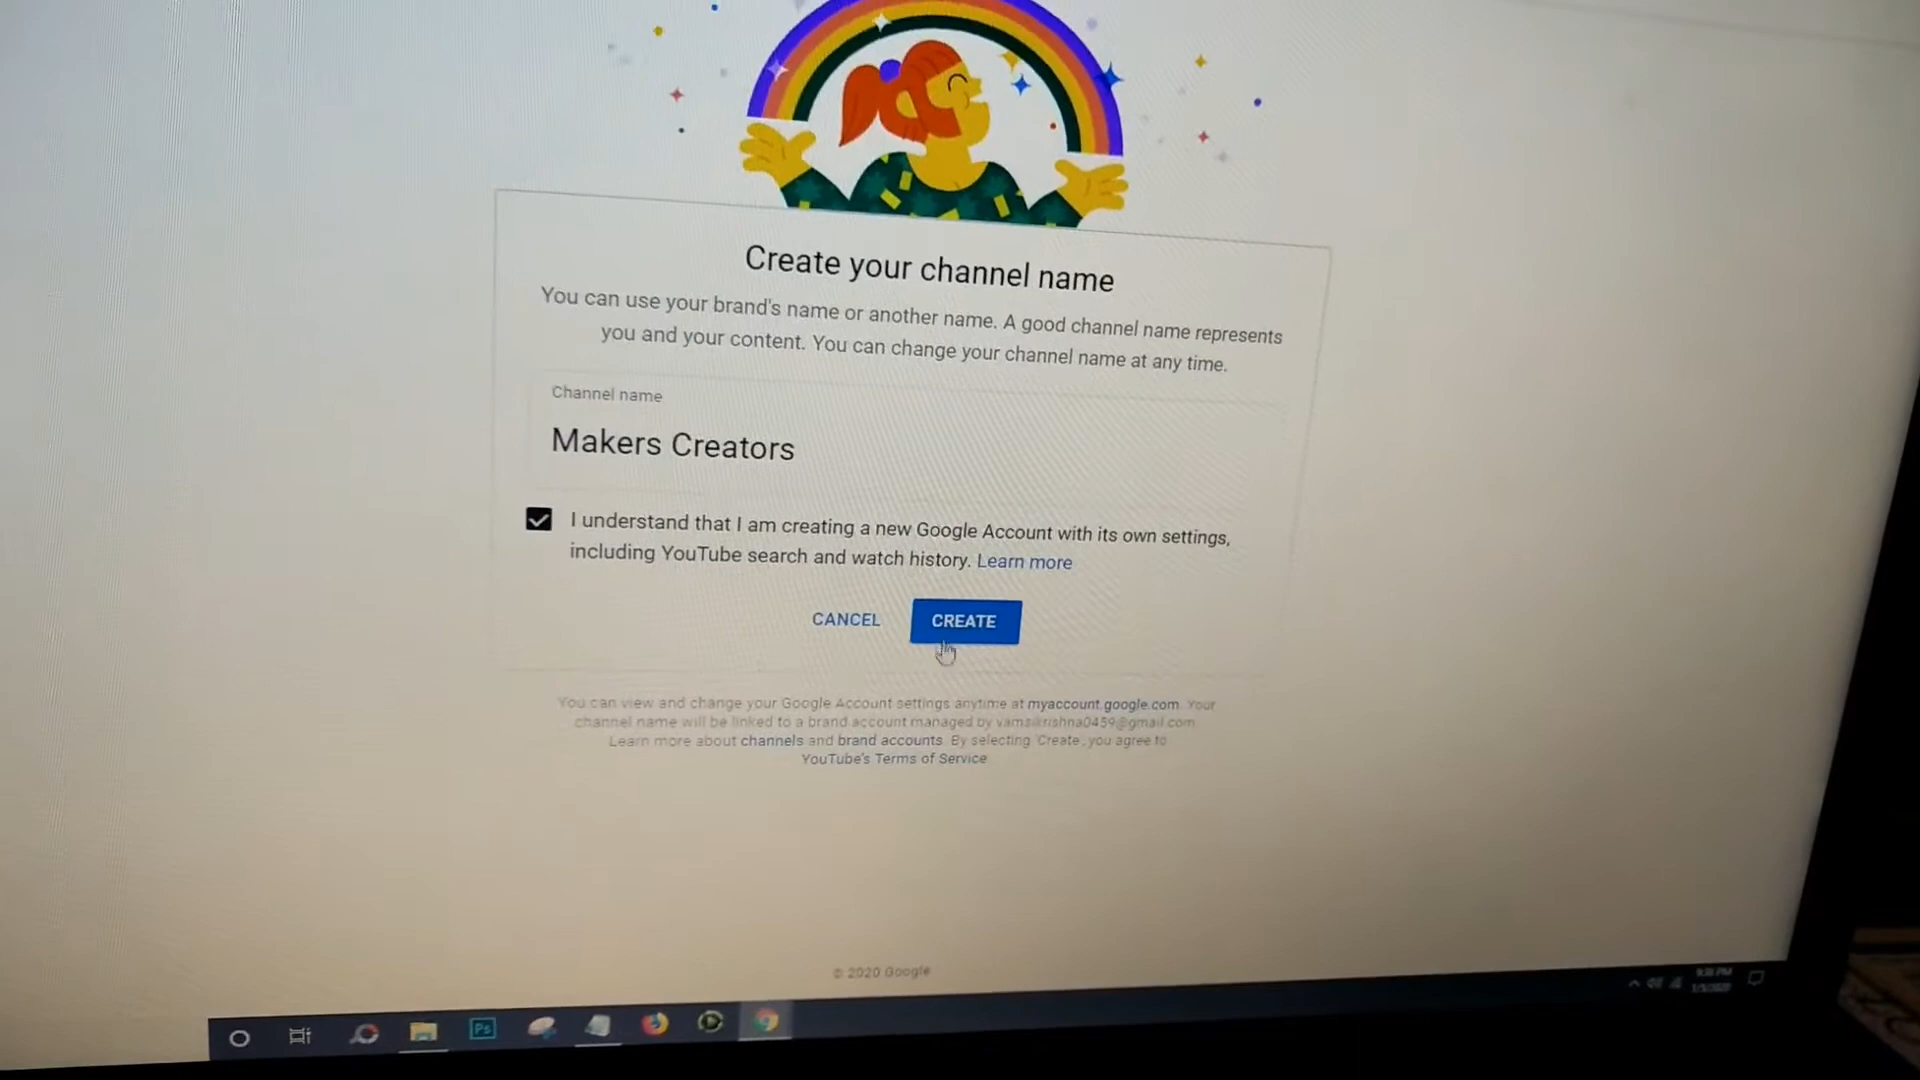 Create your channel name
You can use your brand's name or another name. A good channel name represents
you and your content. You can change your channel name at any time.
Channel name
Makers Creators
I understand that I am creating a new Google Account with its own settings,
including YouTube search and watch history. Learn more
CANCEL
CREATE
You can view and change your Google Account settings anytime at myaccount.google.com. Your
channel name will be linked to a brand account managed by vamsikrishna0459@gmail.com.
Learn more about channels and brand accounts. By selecting 'Create', you agree to
YouTube's Terms of Service
© 2020 Google
Ps